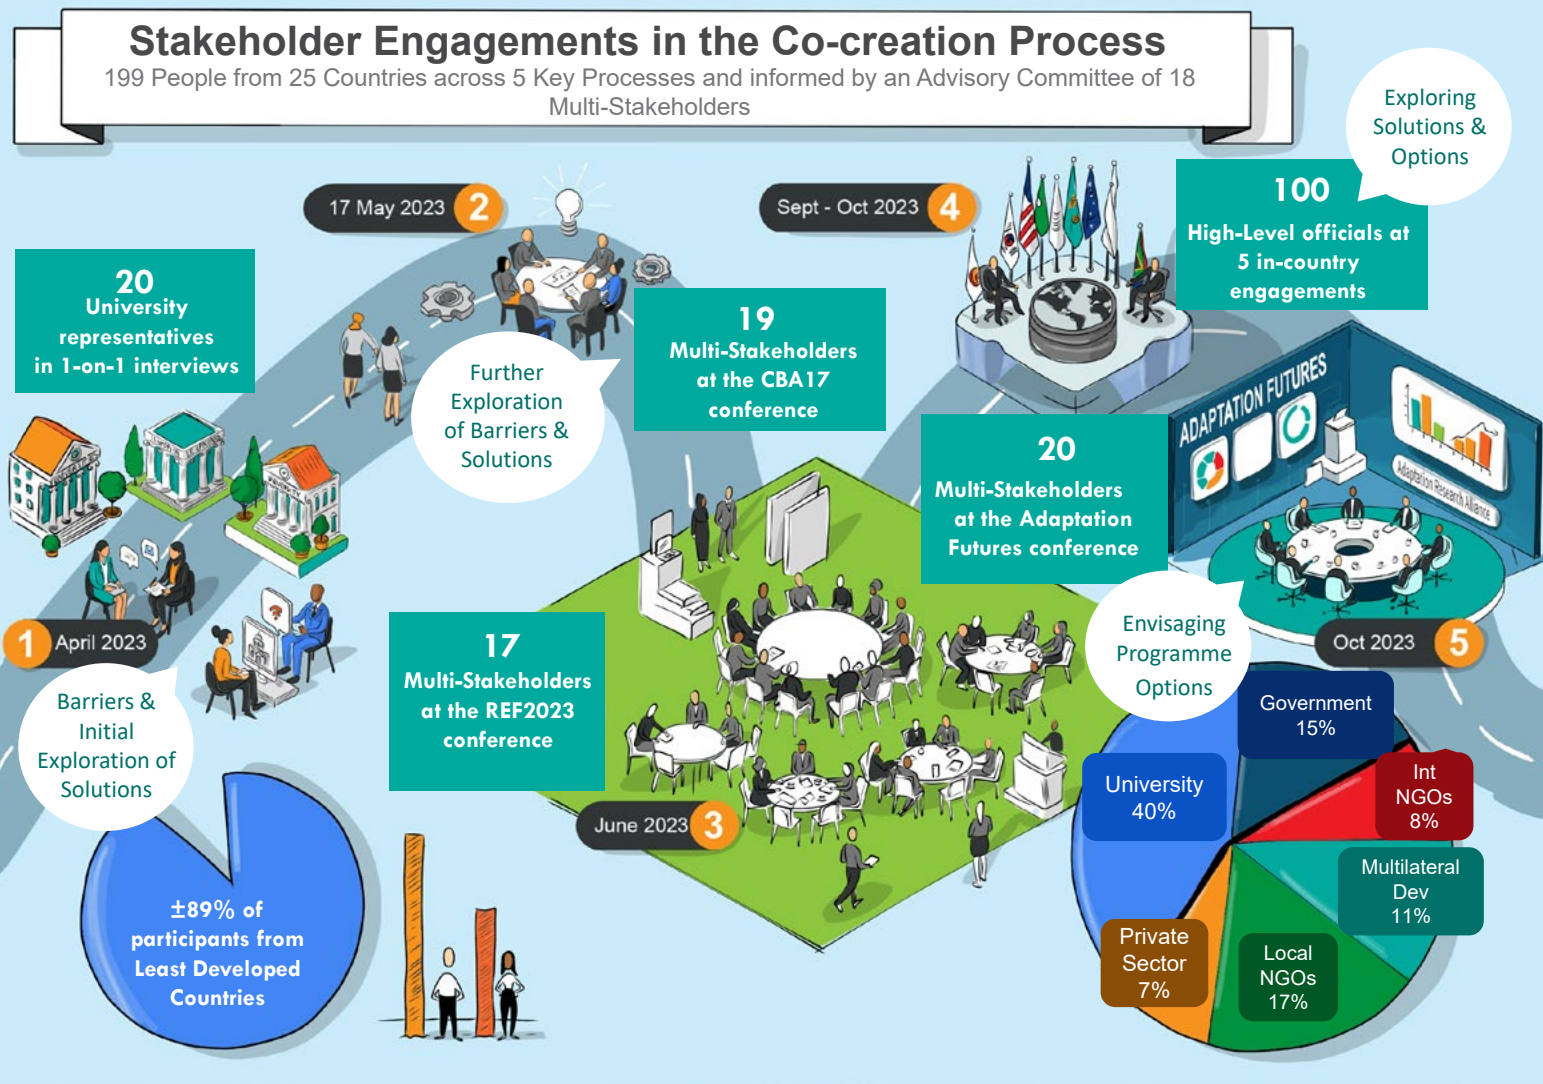 Stakeholder Engagements in the Co-creation Process
199 People from 25 Countries across 5 Key Processes and informed by an Advisory Committee of 18
Multi-Stakeholders
1
April 2023
20
University
representatives
in 1-on-1 interviews
UNIVERSITY
Barriers &
Initial
Exploration of
Solutions
17 May 2023
2
19
Multi-Stakeholders
at the CBA17
conference
Further
Exploration
of Barriers &
Solutions
June 2023
3
17
Multi-Stakeholders
at the REF2023
conference
Sept - Oct 2023
4
100
High-Level officials at
5 in-country
engagements
Exploring
Solutions &
Options
Oct 2023
5
20
Multi-Stakeholders
at the Adaptation
Futures conference
ADAPTATION FUTURES
Adaptation Research Alliance
Envisaging
Programme
Options
±89% of
participants from
Least Developed
Countries
Government
15%
Int
NGOs
8%
Multilateral
Dev
11%
Local
NGOs
17%
Private
Sector
7%
University
40%